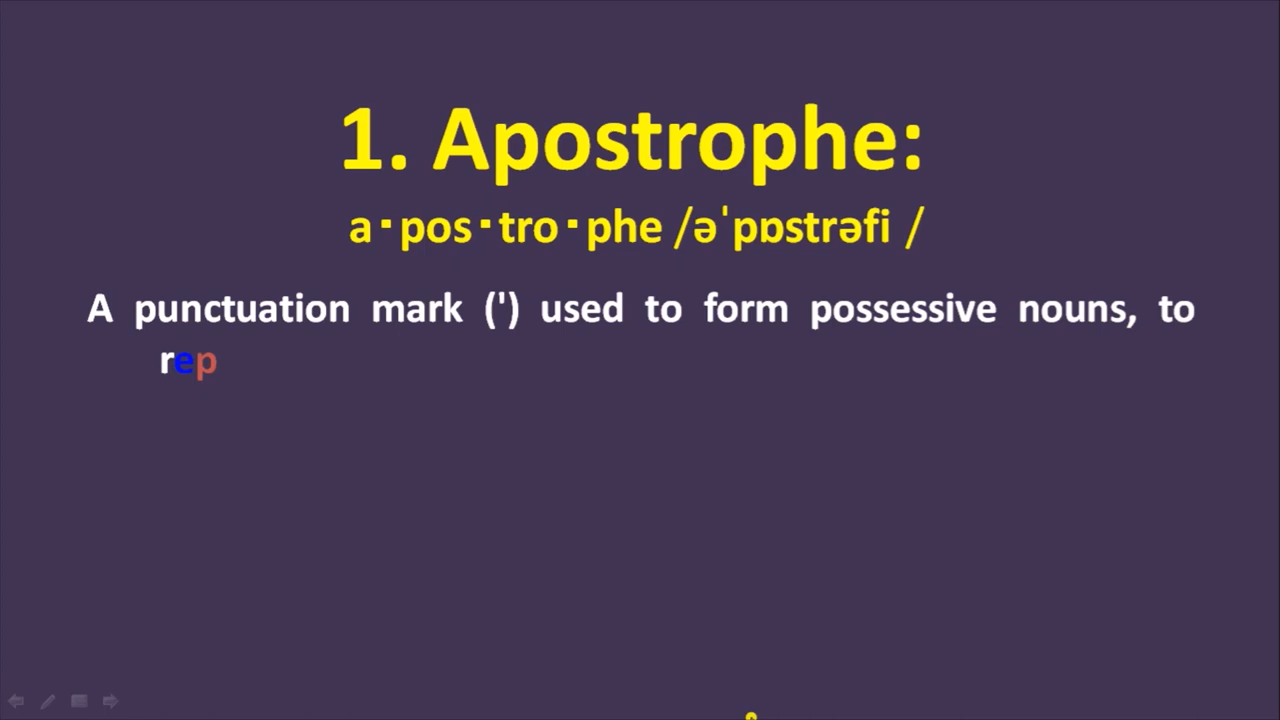 1. Apostrophe:
a·pos·tro·phe /əˈpɒstrəfi /
A punctuation mark (') used to form possessive nouns, to
rep